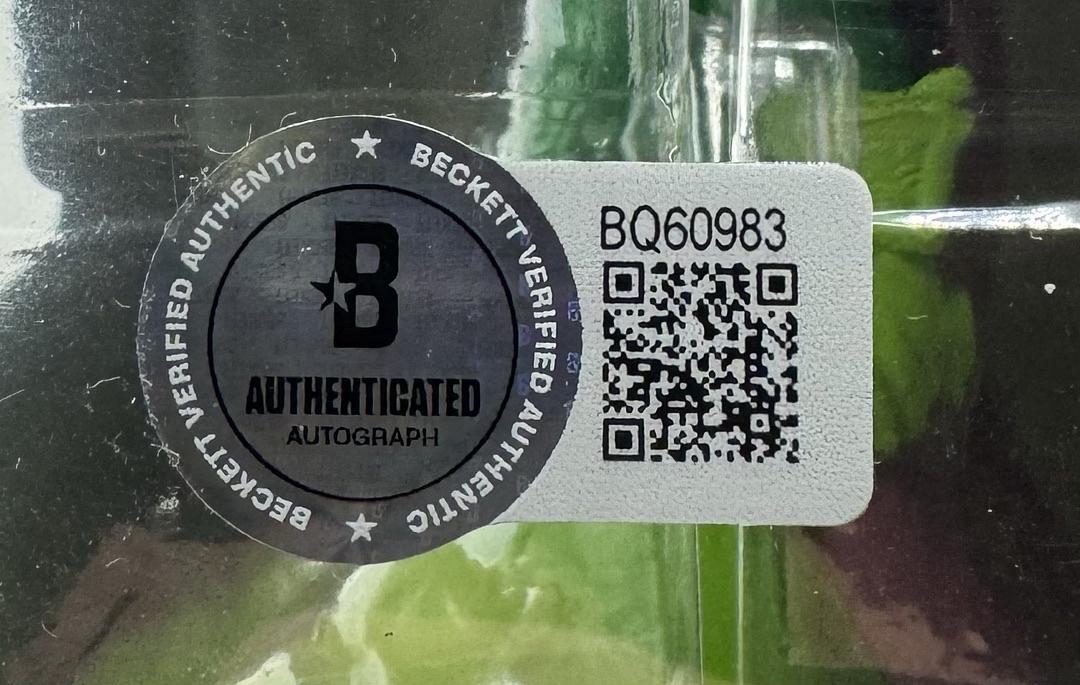 BECKETT VERIFIED AUTHENTIC
★
BECKETT VERIFIED AUTHENTIC
★
B
AUTHENTICATED
AUTOGRAPH
BQ60983